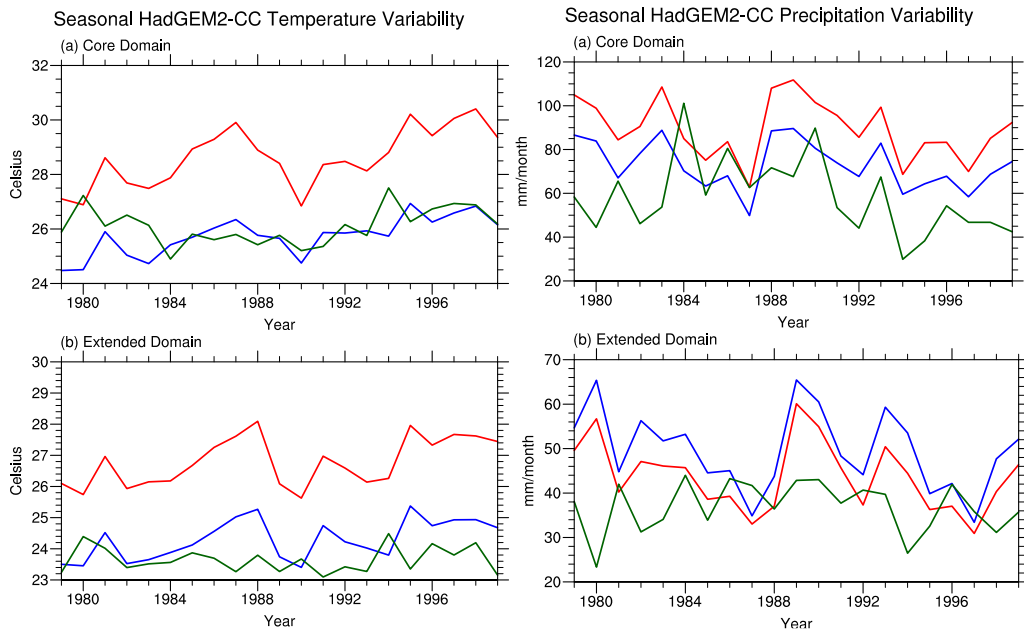 Seasonal HadGEM2-CC Temperature Variability
(a) Core Domain
32
30
28
26
24
Celsius
1980 1984 1988 1992 1996
Year
(b) Extended Domain
30
29
28
27
26
25
24
23
Celsius
1980 1984 1988 1992 1996
Year
Seasonal HadGEM2-CC Precipitation Variability
(a) Core Domain
120
100
80
60
40
20
mm/month
1980 1984 1988 1992 1996
Year
(b) Extended Domain
70
60
50
40
30
20
mm/month
1980 1984 1988 1992 1996
Year